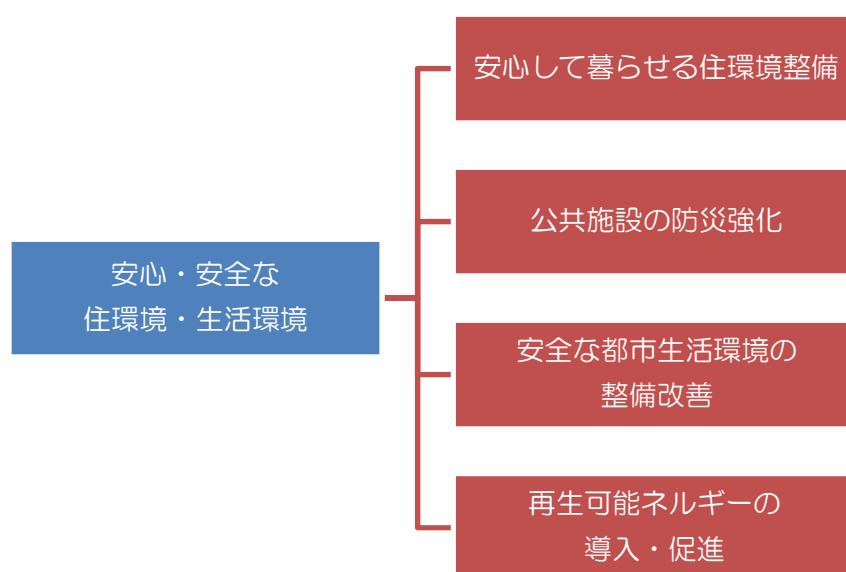 安心して暮らせる住環境整備
公共施設の防災強化
安心・安全な
住環境・生活環境
安全な都市生活環境の
整備改善
再生可能ネルギーの
導入・促進